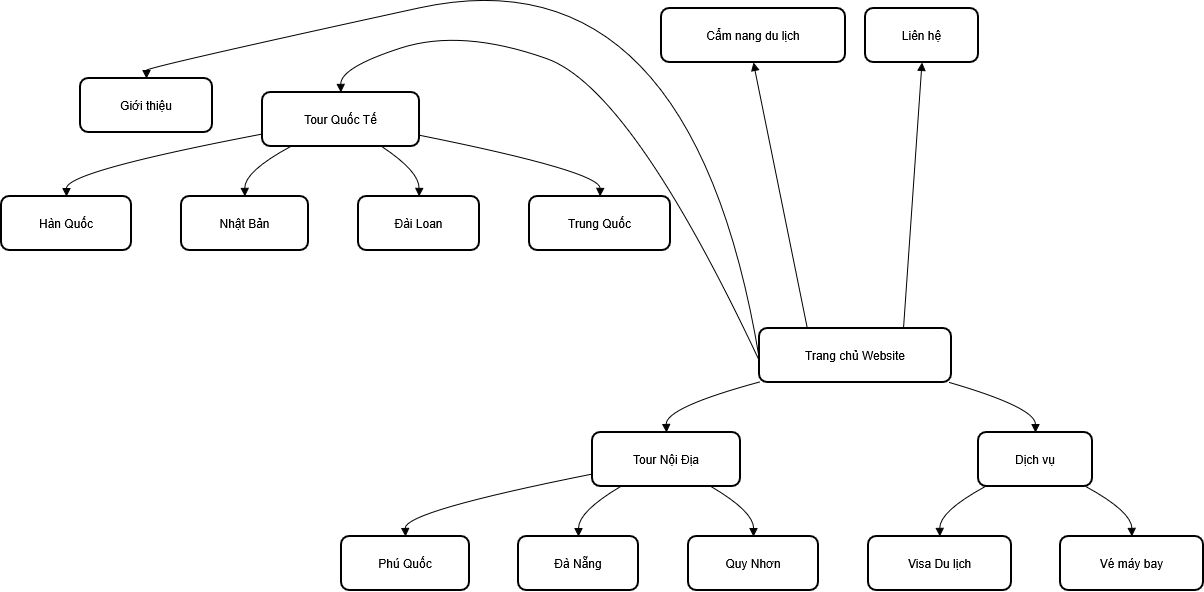 Cẩm nang du lịch
Liên hệ
Giới thiệu
Tour Quốc Tế
Hàn Quốc
Nhật Bản
Đài Loan
Trung Quốc
Trang chủ Website
Tour Nội Địa
Dịch vụ
Phú Quốc
Đà Nẵng
Quy Nhơn
Visa Du lịch
Vé máy bay